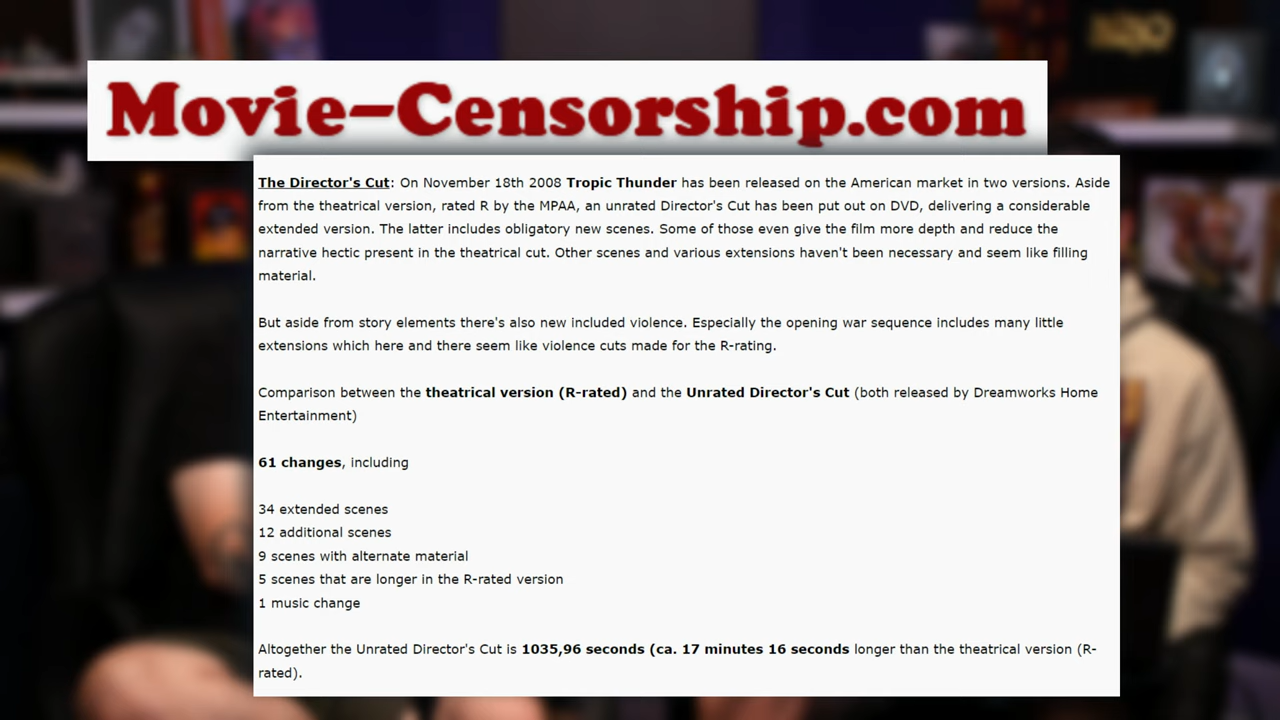 Movie-Censorship.com
The Director's Cut: On November 18th 2008 Tropic Thunder has been released on the American market in two versions. Aside
from the theatrical version, rated R by the MPAA, an unrated Director's Cut has been put out on DVD, delivering a considerable
extended version. The latter includes obligatory new scenes. Some of those even give the film more depth and reduce the
narrative hectic present in the theatrical cut. Other scenes and various extensions haven't been necessary and seem like filling
material.
But aside from story elements there's also new included violence. Especially the opening war sequence includes many little
extensions which here and there seem like violence cuts made for the R-rating.
Comparison between the theatrical version (R-rated) and the Unrated Director's Cut (both released by Dreamworks Home
Entertainment)
61 changes, including
34 extended scenes
12 additional scenes
9 scenes with alternate material
5 scenes that are longer in the R-rated version
1 music change
Altogether the Unrated Director's Cut is 1035,96 seconds (ca. 17 minutes 16 seconds longer than the theatrical version (R-
rated).